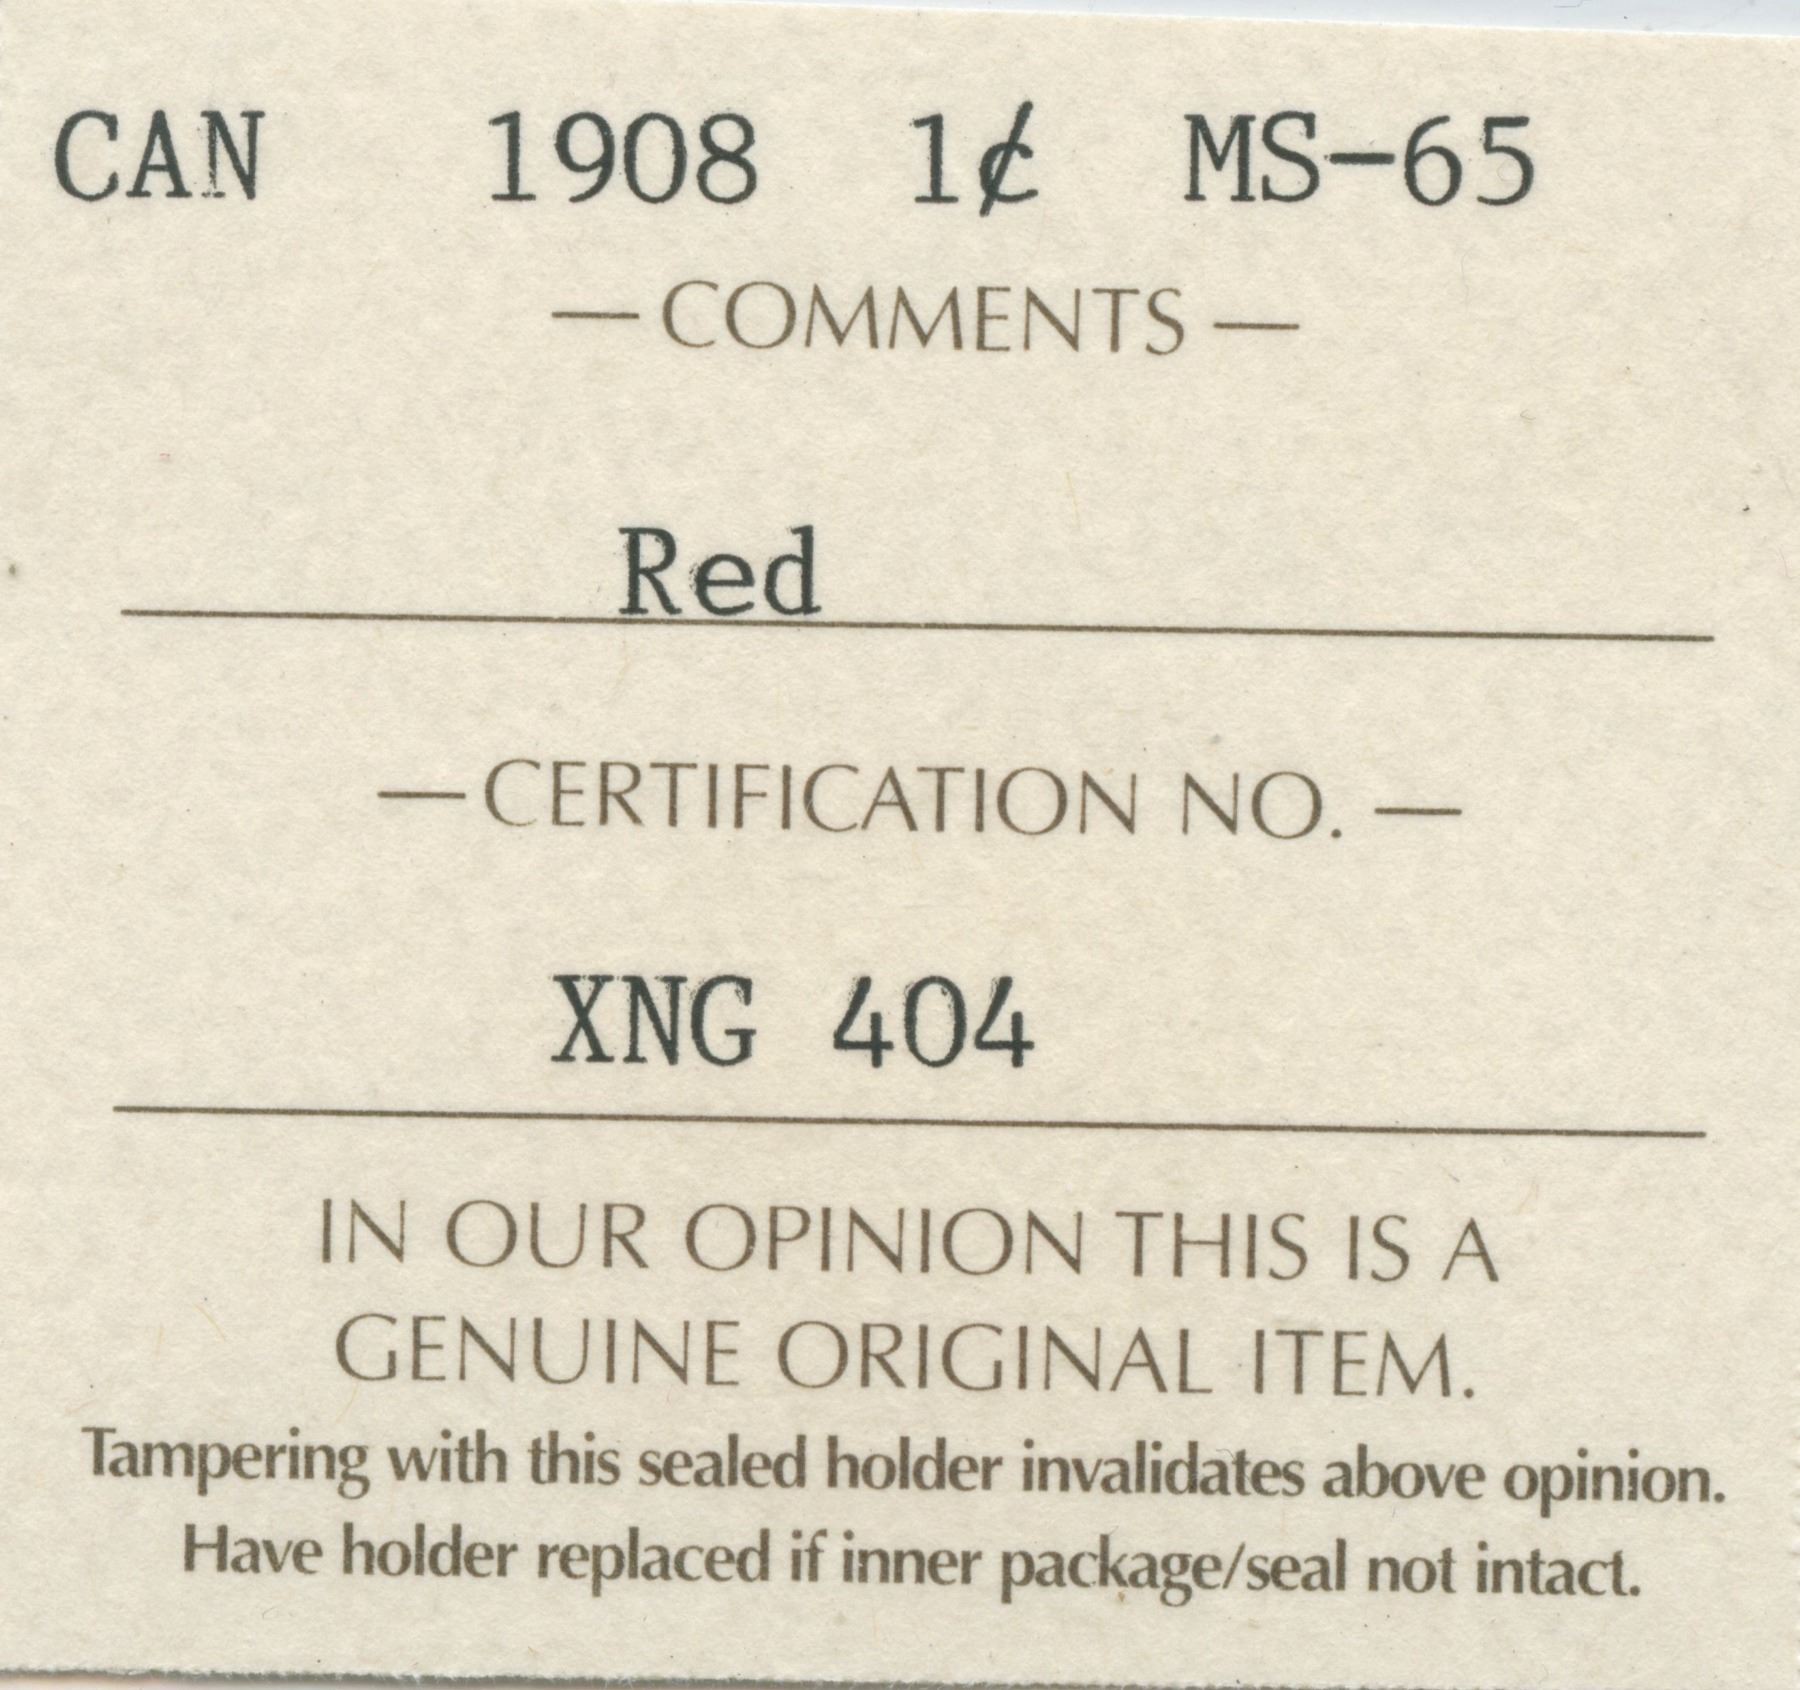 CAN 1908 1¢ MS-65
— COMMENTS —
Red
— CERTIFICATION NO. —
XNG 404
IN OUR OPINION THIS IS A
GENUINE ORIGINAL ITEM.
Tampering with this sealed holder invalidates above opinion.
Have holder replaced if inner package/seal not intact.